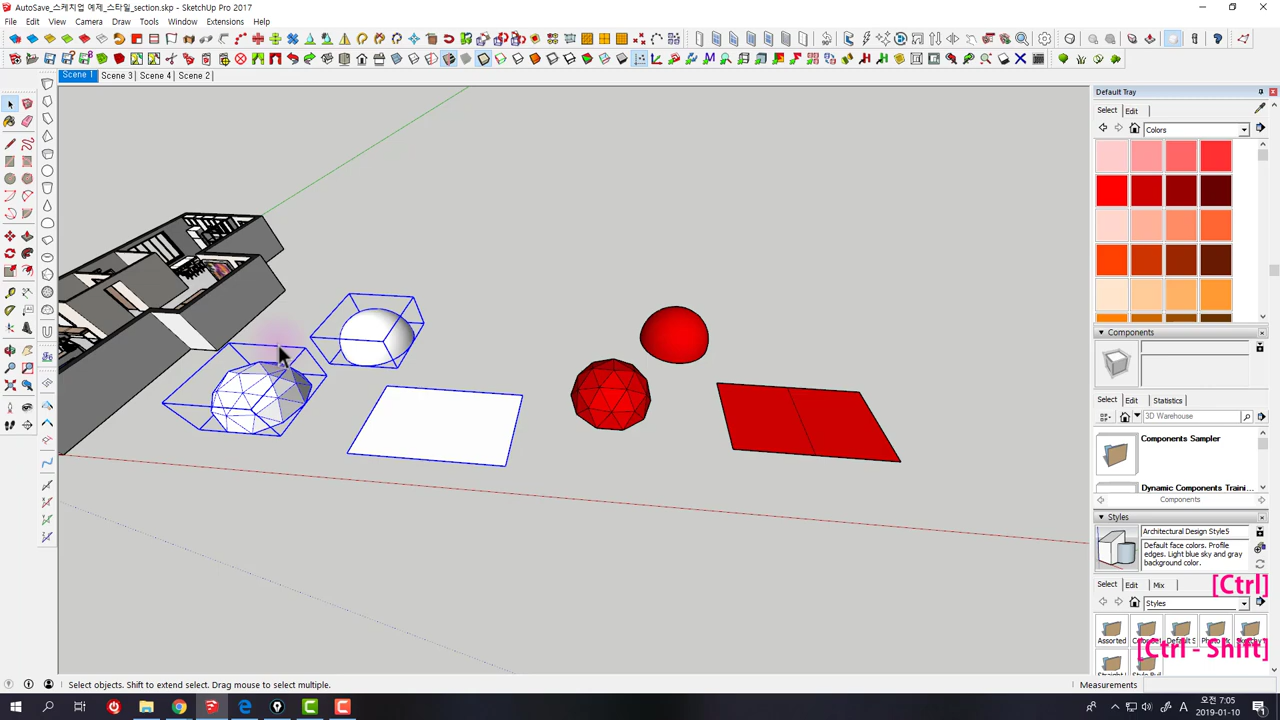 AutoSave_스케치업 예제_스타일_section.skp - SketchUp Pro 2017
File Edit View Camera Draw Tools Window Extensions Help
Scene 1 Scene 3 Scene 4 Scene 2
Default Tray
Select Edit
Colors
Components
Select Edit Statistics
3D Warehouse
Components Sampler
Dynamic Components Traini...
Components
Styles
Architectural Design Style5
Default face colors. Profile
edges. Light blue sky and gray
background color.
Select Edit Mix
[Ctrl]
Styles
Assorted
[Ctrl - Shift]
Select objects. Shift to extend select. Drag mouse to select multiple.
Measurements
오전 7:05
2019-01-10